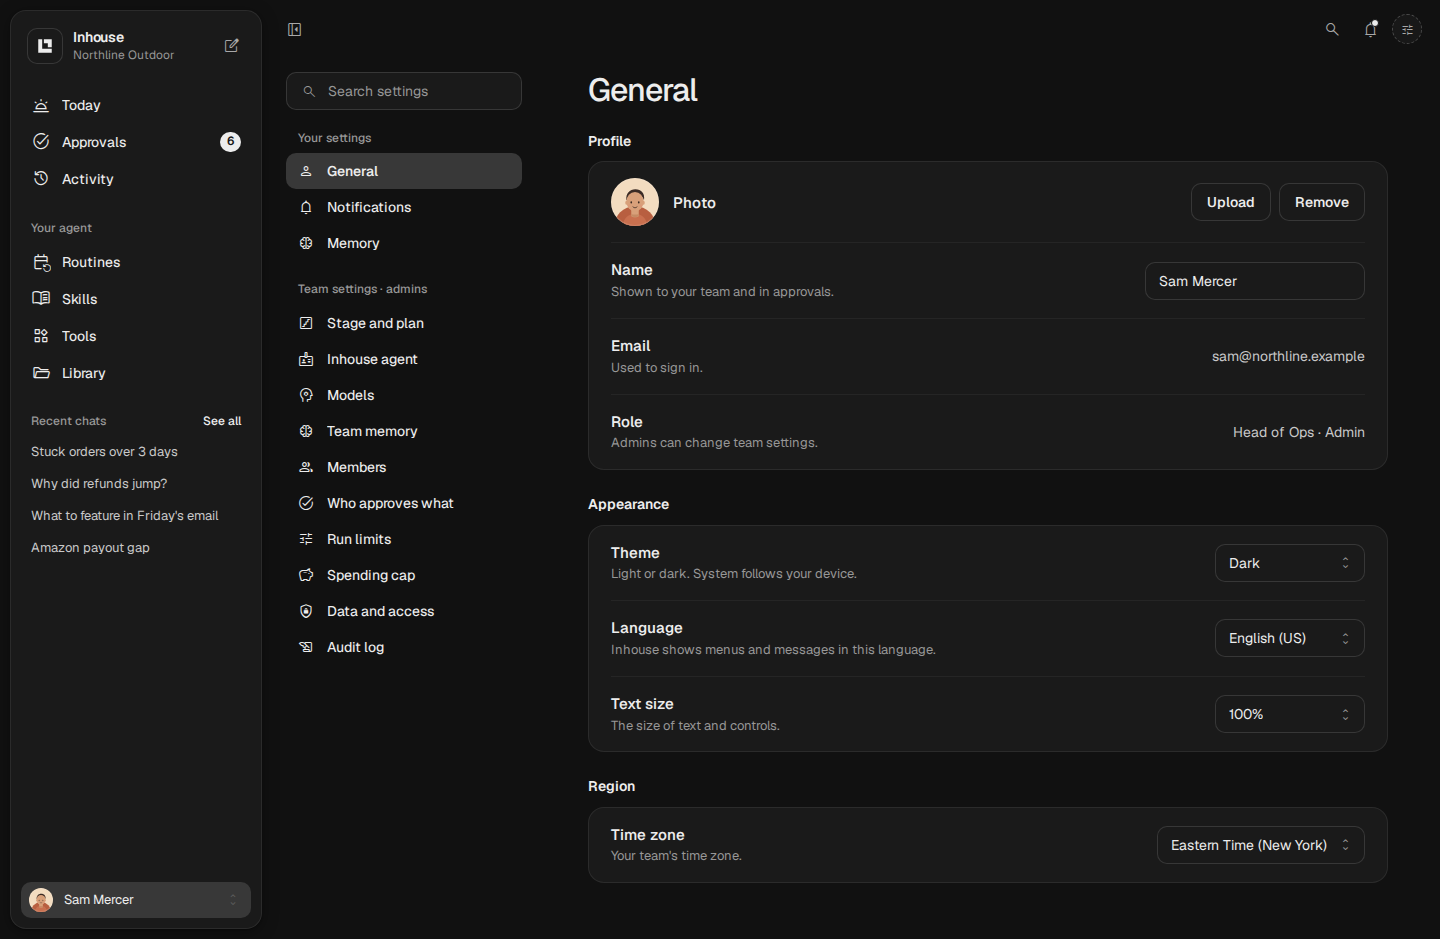 Inhouse
Northline Outdoor
Today
Approvals 6
Activity
Your agent
Routines
Skills
Tools
Library
Recent chats See all
Stuck orders over 3 days
Why did refunds jump?
What to feature in Friday's email
Amazon payout gap
Sam Mercer
Search settings
Your settings
General
Notifications
Memory
Team settings · admins
Stage and plan
Inhouse agent
Models
Team memory
Members
Who approves what
Run limits
Spending cap
Data and access
Audit log
General
Profile
Photo Upload Remove
Name
Shown to your team and in approvals.
Sam Mercer
Email
Used to sign in.
sam@northline.example
Role
Admins can change team settings.
Head of Ops · Admin
Appearance
Theme
Light or dark. System follows your device.
Dark
Language
Inhouse shows menus and messages in this language.
English (US)
Text size
The size of text and controls.
100%
Region
Time zone
Your team's time zone.
Eastern Time (New York)